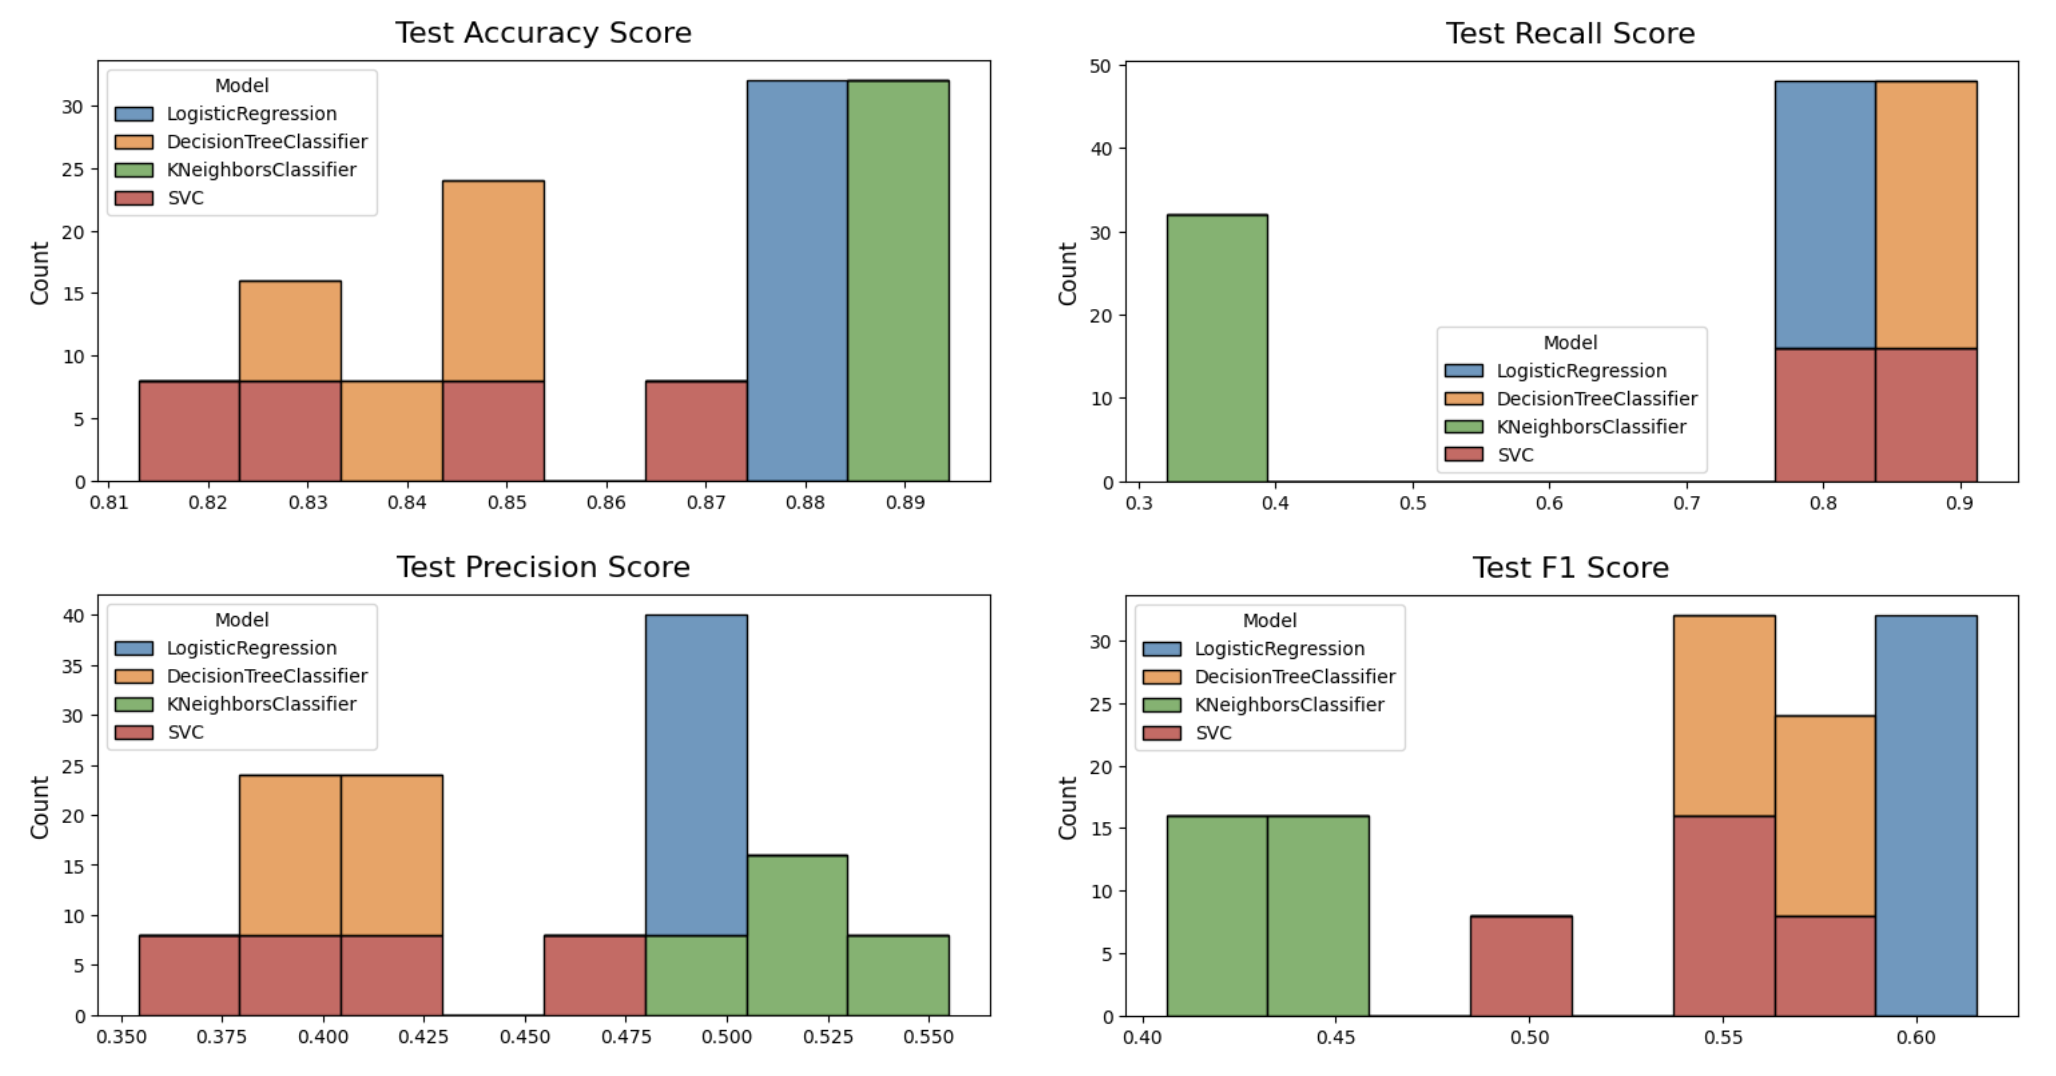 Test Accuracy Score
Model
LogisticRegression
DecisionTreeClassifier
KNeighborsClassifier
SVC
Count
30
25
20
15
10
5
0
0.81 0.82 0.83 0.84 0.85 0.86 0.87 0.88 0.89
Test Recall Score
50
40
30
20
10
0
Count
Model
LogisticRegression
DecisionTreeClassifier
KNeighborsClassifier
SVC
0.3 0.4 0.5 0.6 0.7 0.8 0.9
Test Precision Score
Model
LogisticRegression
DecisionTreeClassifier
KNeighborsClassifier
SVC
Count
40
35
30
25
20
15
10
5
0
0.350 0.375 0.400 0.425 0.450 0.475 0.500 0.525 0.550
Test F1 Score
Model
LogisticRegression
DecisionTreeClassifier
KNeighborsClassifier
SVC
Count
30
25
20
15
10
5
0
0.40 0.45 0.50 0.55 0.60